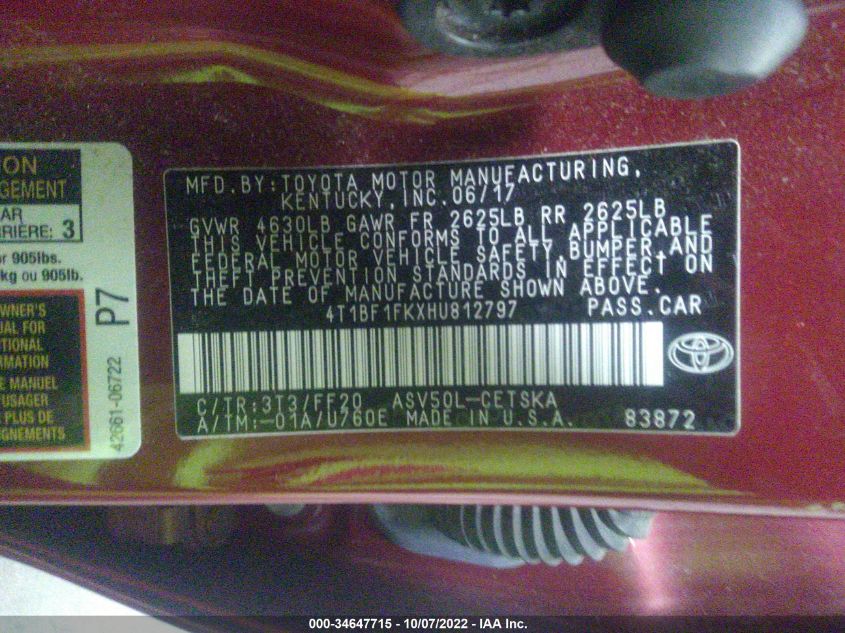 ON
GEMENT
AR
RRIÈRE: 3
or 905lbs.
kg ou 905lb.
OWNER'S
UAL FOR
TIONAL
RMATION
E MANUEL
USAGER
PLUS DE
GNEMENTS
P7
42661-06722
MFD.BY:TOYOTA MOTOR MANUFACTURING,
KENTUCKY,INC.06/17
GVWR 4630LB GAWR FR 2625LB RR 2625LB
THIS VEHICLE CONFORMS TO ALL APPLICABLE
FEDERAL MOTOR VEHICLE SAFETY,BUMPER,AND
THEFT PREVENTION STANDARDS IN EFFECT ON
THE DATE OF MANUFACTURE SHOWN ABOVE.
4T1BF1FKXHU812797 PASS.CAR
C/TR:3T3/FF20 ASV50L-CETSKA
A/TM:-01A/U760E MADE IN U.S.A. 83872
000-34647715 - 10/07/2022 - IAA Inc.